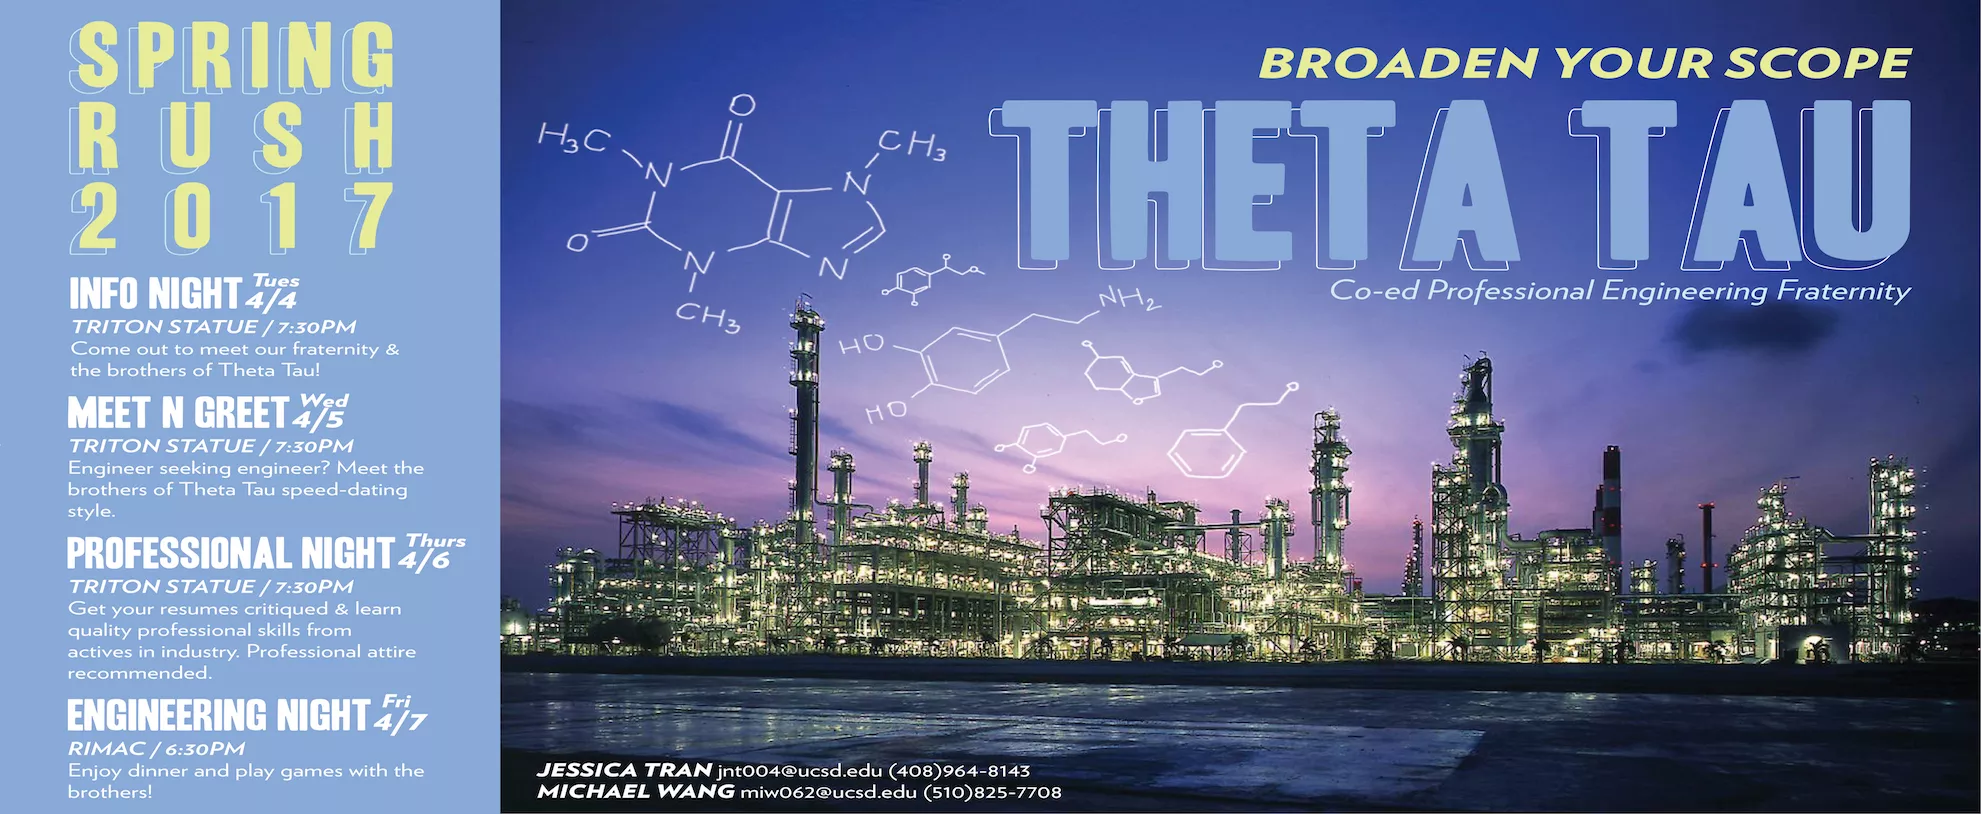 SPRING
RUSH
2017
INFO NIGHT Tues 4/4
TRITON STATUE / 7:30PM
Come out to meet our fraternity &
the brothers of Theta Tau!
MEET N GREET Wed 4/5
TRITON STATUE / 7:30PM
Engineer seeking engineer? Meet the
brothers of Theta Tau speed-dating
style.
PROFESSIONAL NIGHT Thurs 4/6
TRITON STATUE / 7:30PM
Get your resumes critiqued & learn
quality professional skills from
actives in industry. Professional attire
recommended.
ENGINEERING NIGHT Fri 4/7
RIMAC / 6:30PM
Enjoy dinner and play games with the
brothers!
BROADEN YOUR SCOPE
THETA TAU
Co-ed Professional Engineering Fraternity
O
H3C
CH3
N
N
O
N
N
CH3
NH2
HO
HO
JESSICA TRAN jnt004@ucsd.edu (408)964-8143
MICHAEL WANG miw062@ucsd.edu (510)825-7708